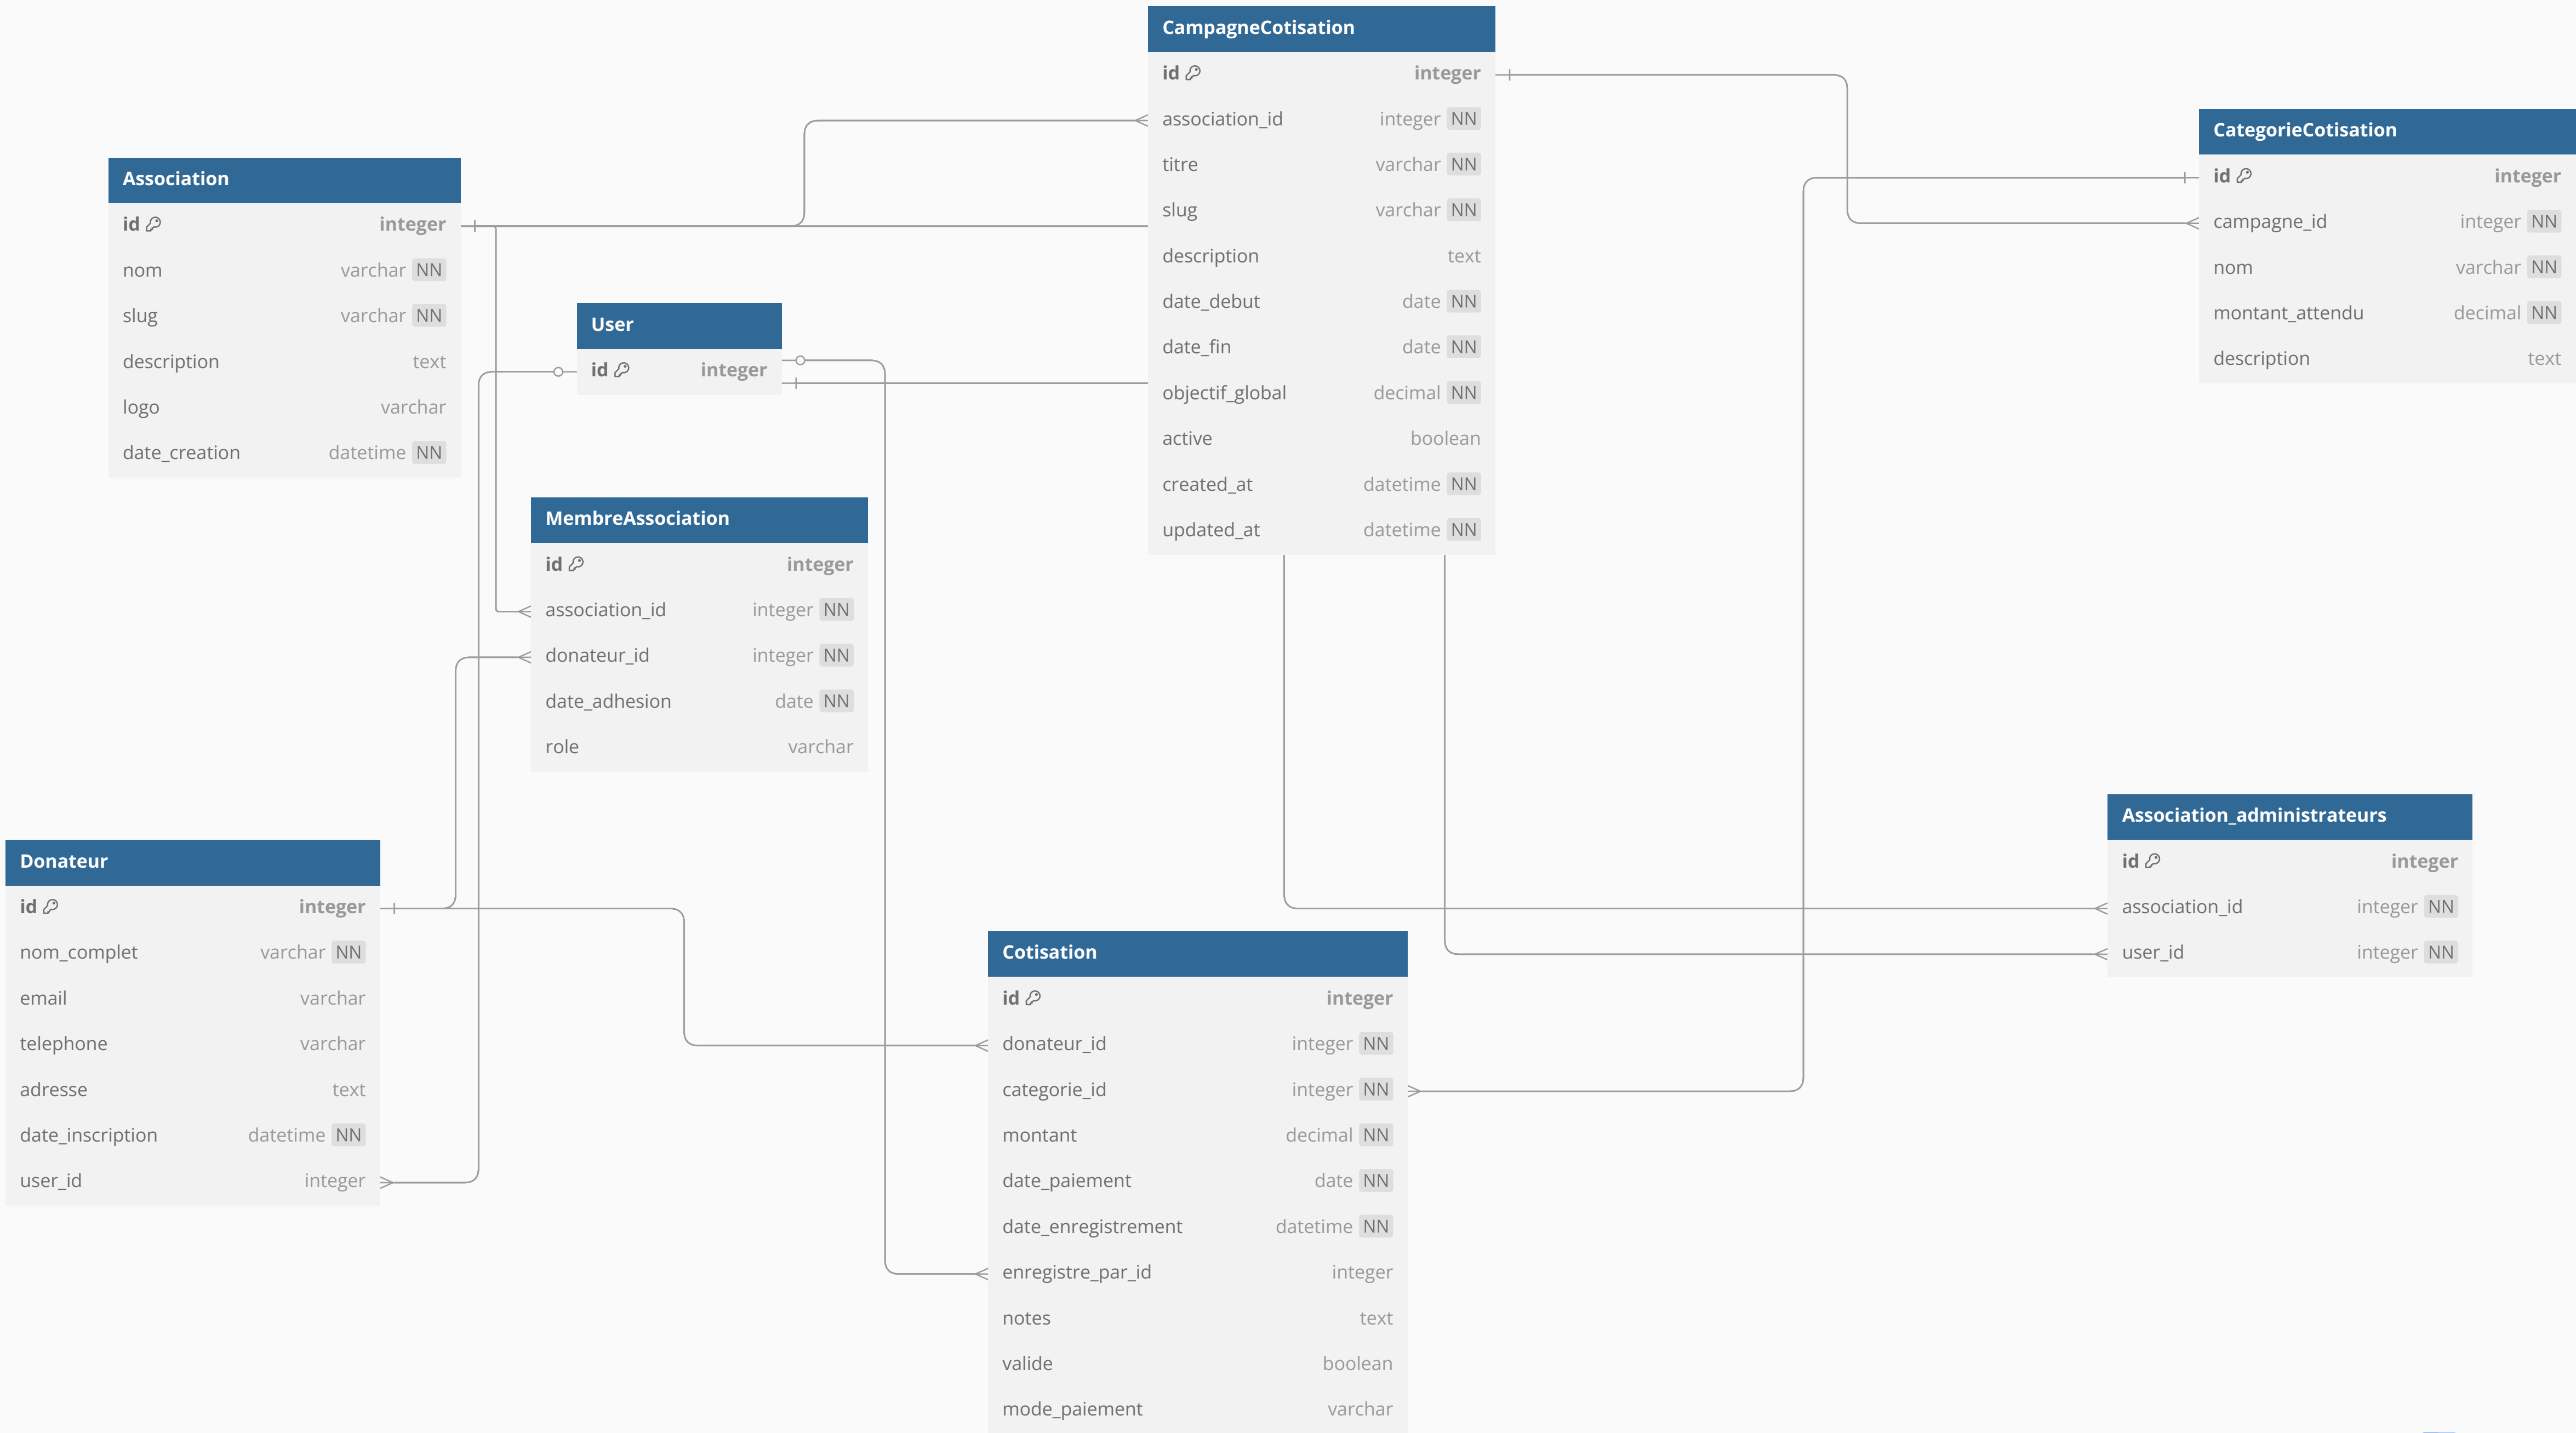 CampagneCotisation
id integer
association_id integer NN
titre varchar NN
slug varchar NN
description text
date_debut date NN
date_fin date NN
objectif_global decimal NN
active boolean
created_at datetime NN
updated_at datetime NN
CategorieCotisation
id integer
campagne_id integer NN
nom varchar NN
montant_attendu decimal NN
description text
Association
id integer
nom varchar NN
slug varchar NN
description text
logo varchar
date_creation datetime NN
User
id integer
MembreAssociation
id integer
association_id integer NN
donateur_id integer NN
date_adhesion date NN
role varchar
Association_administrateurs
id integer
association_id integer NN
user_id integer NN
Donateur
id integer
nom_complet varchar NN
email varchar
telephone varchar
adresse text
date_inscription datetime NN
user_id integer
Cotisation
id integer
donateur_id integer NN
categorie_id integer NN
montant decimal NN
date_paiement date NN
date_enregistrement datetime NN
enregistre_par_id integer
notes text
valide boolean
mode_paiement varchar